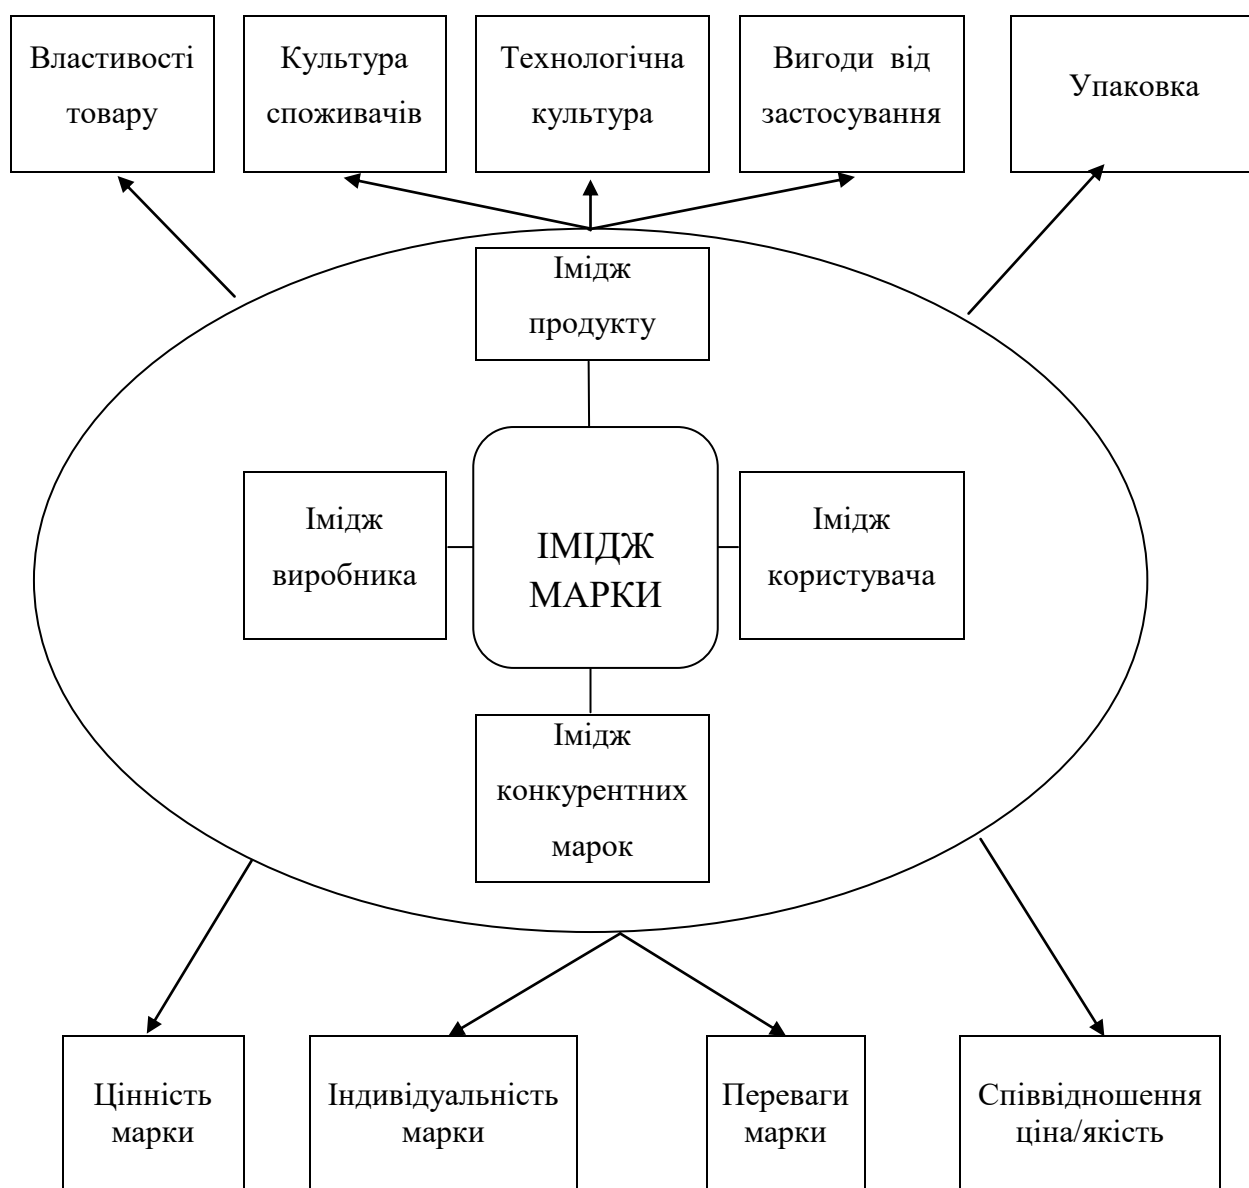 Властивості
товару
Культура
споживачів
Технологічна
культура
Вигоди від
застосування
Упаковка
Імідж
продукту
Імідж
виробника
ІМІДЖ
МАРКИ
Імідж
користувача
Імідж
конкурентних
марок
Цінність
марки
Індивідуальність
марки
Переваги
марки
Співвідношення
ціна/якість